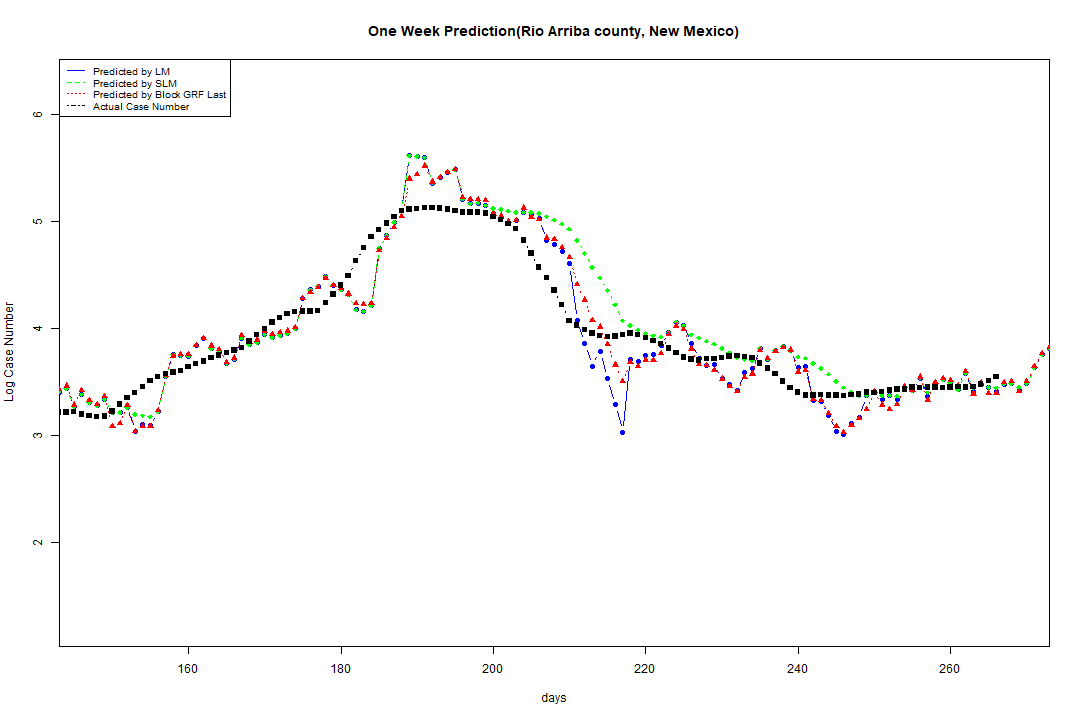 One Week Prediction(Rio Arriba county, New Mexico)
Predicted by LM
Predicted by SLM
Predicted by Block GRF Last
Actual Case Number
6
5
4
3
2
Log Case Number
160 180 200 220 240 260
days